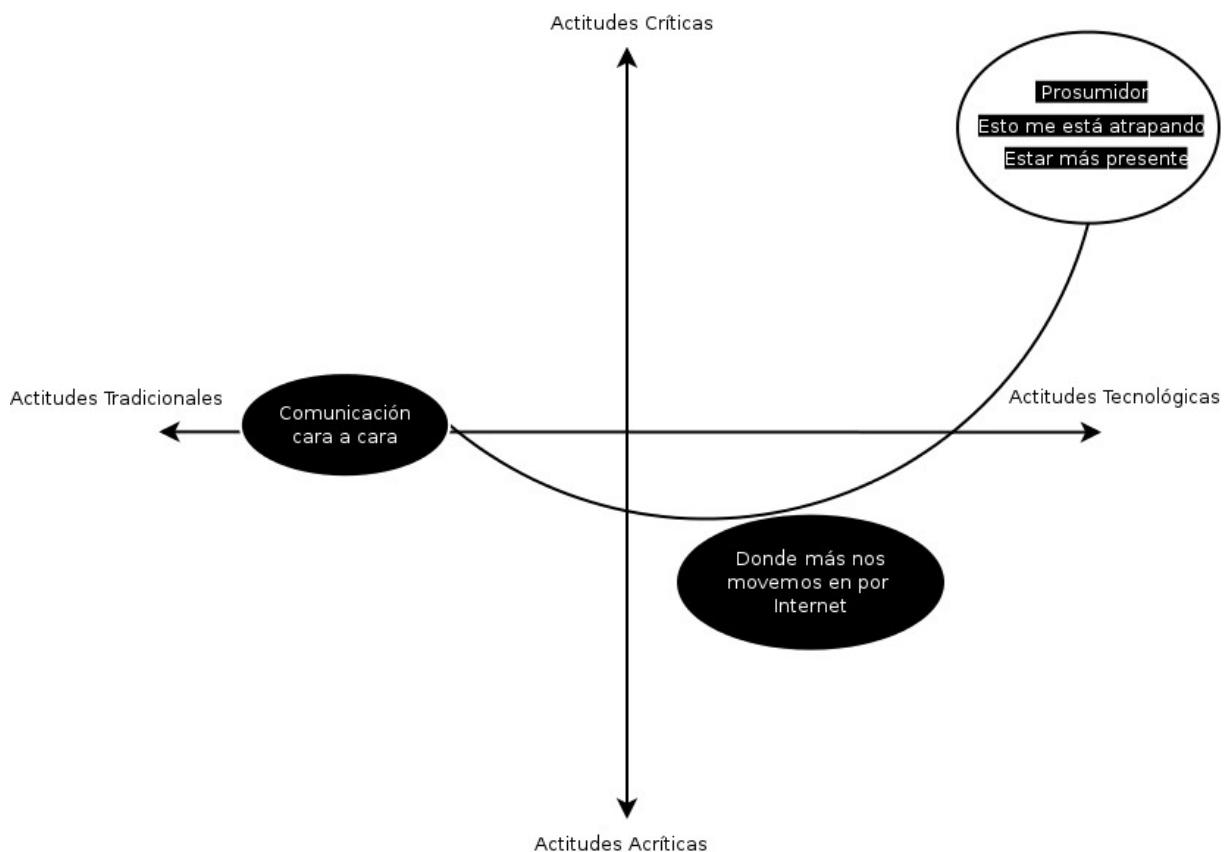 Actitudes Críticas
Prosumidor
Esto me está atrapando
Estar más presente
Actitudes Tradicionales
Comunicación
cara a cara
Actitudes Tecnológicas
Donde más nos
movemos en por
Internet
Actitudes Acríticas